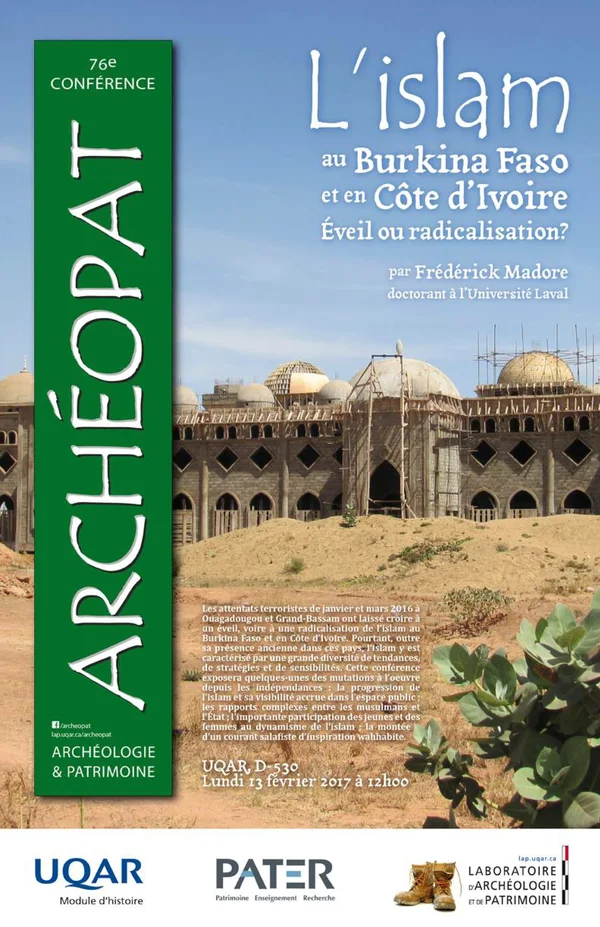 76e
CONFÉRENCE
ARCHÉOPAT
/archeopat
lap.uqar.ca/archeopat
ARCHÉOLOGIE
& PATRIMOINE
L'islam
au Burkina Faso
et en Côte d'Ivoire
Éveil ou radicalisation?
par Frédérick Madore
doctorant à l'Université Laval
Les attentats terroristes de janvier et mars 2016 à
Ouagadougou et Grand-Bassam ont laissé croire à
un éveil, voire à une radicalisation de l'islam au
Burkina Faso et en Côte d'Ivoire. Pourtant, outre
sa présence ancienne dans ces pays, l'islam y est
caractérisé par une grande diversité de tendances,
de stratégies et de sensibilités. Cette conférence
exposera quelques-unes des mutations à l'oeuvre
depuis les indépendances : la progression de
l'islam et sa visibilité accrue dans l'espace public ;
les rapports complexes entre les musulmans et
l'État ; l'importante participation des jeunes et des
femmes au dynamisme de l'islam ; la montée
d'un courant salafiste d'inspiration wahhabite.
UQAR, D-530
Lundi 13 février 2017 à 12h00
UQAR
Module d'histoire
PATER
Patrimoine Enseignement Recherche
lap.uqar.ca
LABORATOIRE
D'ARCHÉOLOGIE
ET DE PATRIMOINE